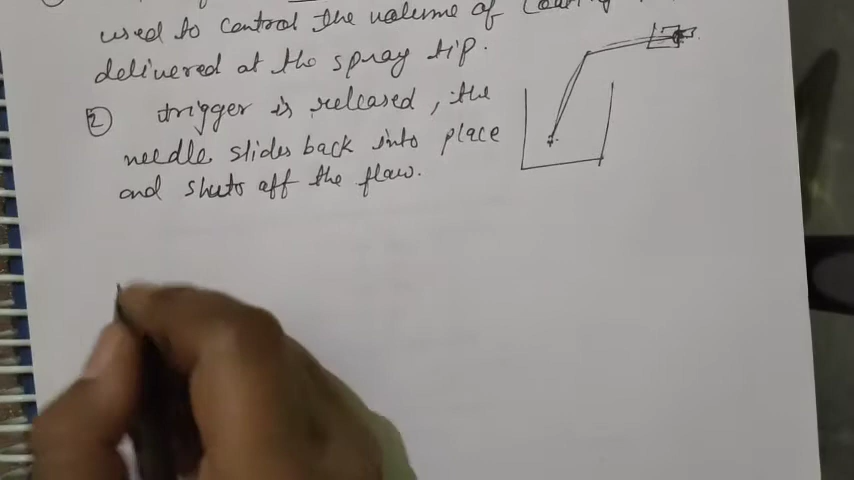 used to control the volume of
delivered at the spray tip.
② trigger is released, the
needle slides back into place
and shuts off the flow.